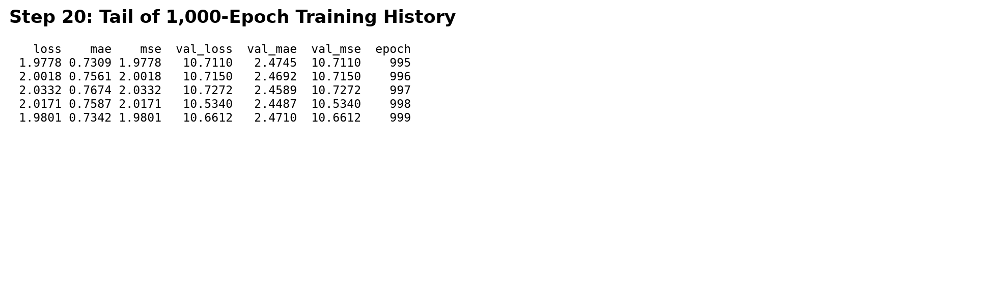 Step 20: Tail of 1,000-Epoch Training History
loss mae mse val_loss val_mae val_mse epoch
1.9778 0.7309 1.9778 10.7110 2.4745 10.7110 995
2.0018 0.7561 2.0018 10.7150 2.4692 10.7150 996
2.0332 0.7674 2.0332 10.7272 2.4589 10.7272 997
2.0171 0.7587 2.0171 10.5340 2.4487 10.5340 998
1.9801 0.7342 1.9801 10.6612 2.4710 10.6612 999